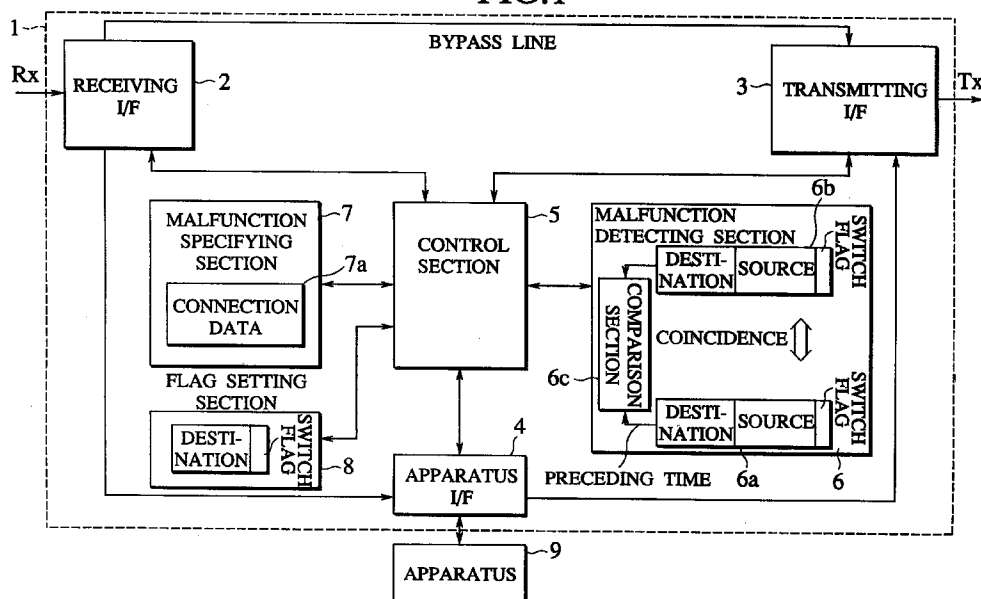 FIG.1
1
BYPASS LINE
Rx
RECEIVING
I/F
2
3
TRANSMITTING
I/F
Tx
7
MALFUNCTION
SPECIFYING
SECTION
7a
CONNECTION
DATA
5
CONTROL
SECTION
6b
MALFUNCTION
DETECTING SECTION
DESTI-
NATION
SOURCE
SWITCH
FLAG
COMPARISON
SECTION
COINCIDENCE
6c
FLAG SETTING
SECTION
DESTI-
NATION
SWITCH
FLAG
8
4
APPARATUS
I/F
DESTI-
NATION
SOURCE
SWITCH
FLAG
PRECEDING TIME
6a
6
9
APPARATUS